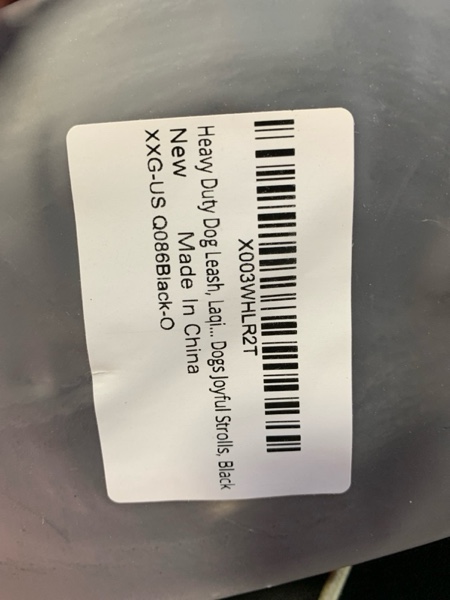 X003WHLR2T
Heavy Duty Dog Leash, Laqi... Dogs Joyful Strolls, Black
New
Made In China
XXG-US Q086Black-O